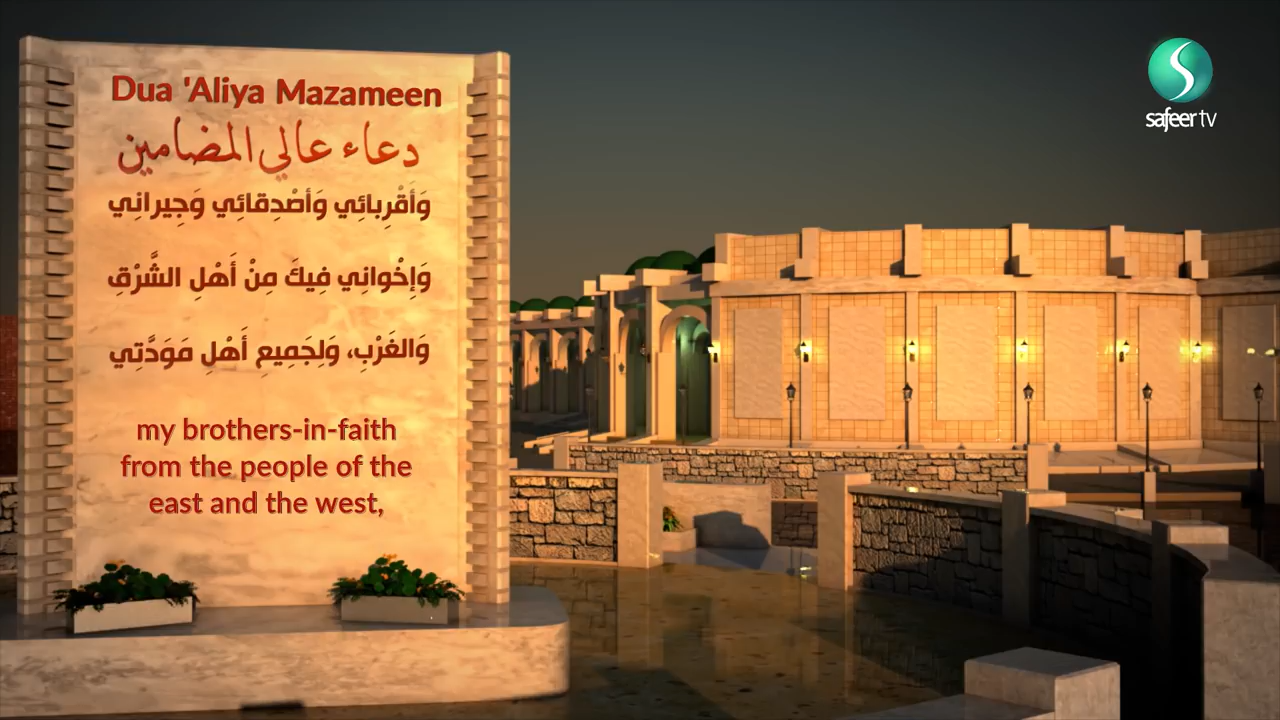 Dua 'Aliya Mazameen
دعاء عالي المضامين
وَأَقْرِبائِي وَأَصْدِقائِي وَجِيرانِي
وَإِخْوانِي فِيكَ مِنْ أَهْلِ الشَّرْقِ
وَالغَرْبِ، وَلِجَمِيعِ أَهْلِ مَوَدَّتِي
my brothers-in-faith
from the people of the
east and the west,
safeer tv